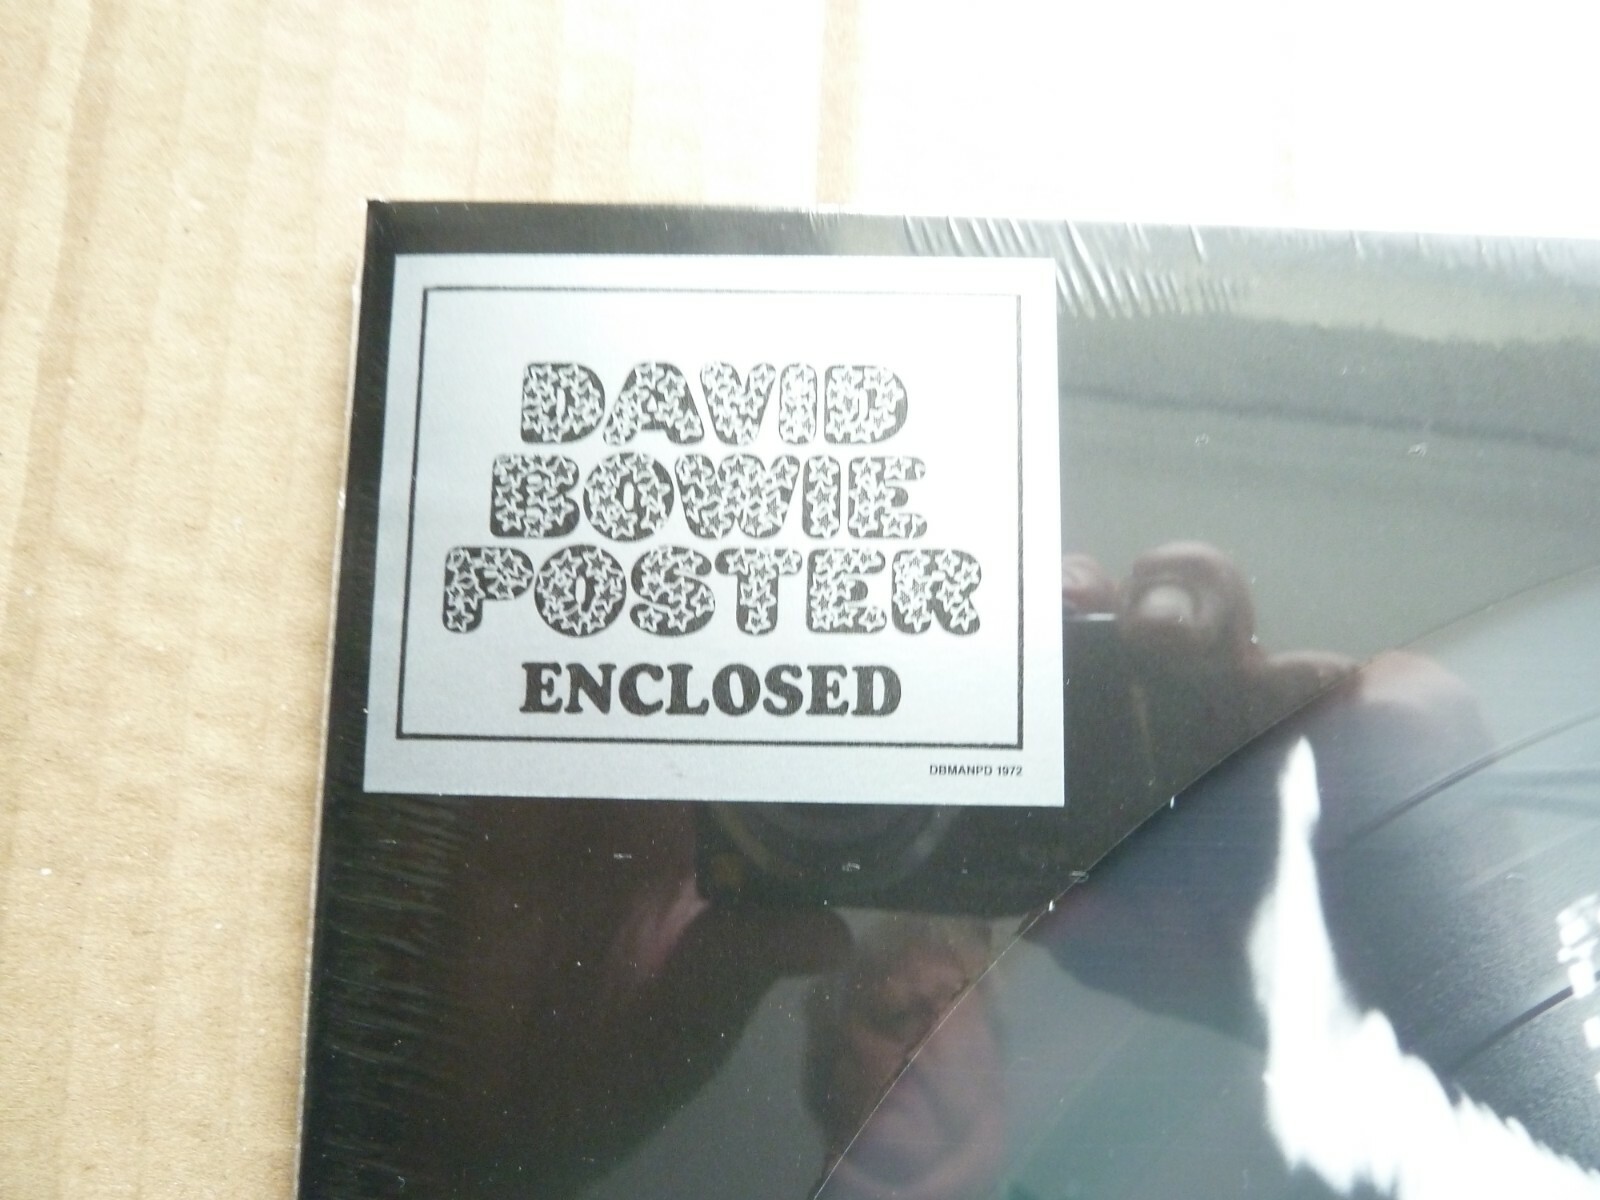 DAVID
BOWIE
POSTER
ENCLOSED
DBMANPD 1972